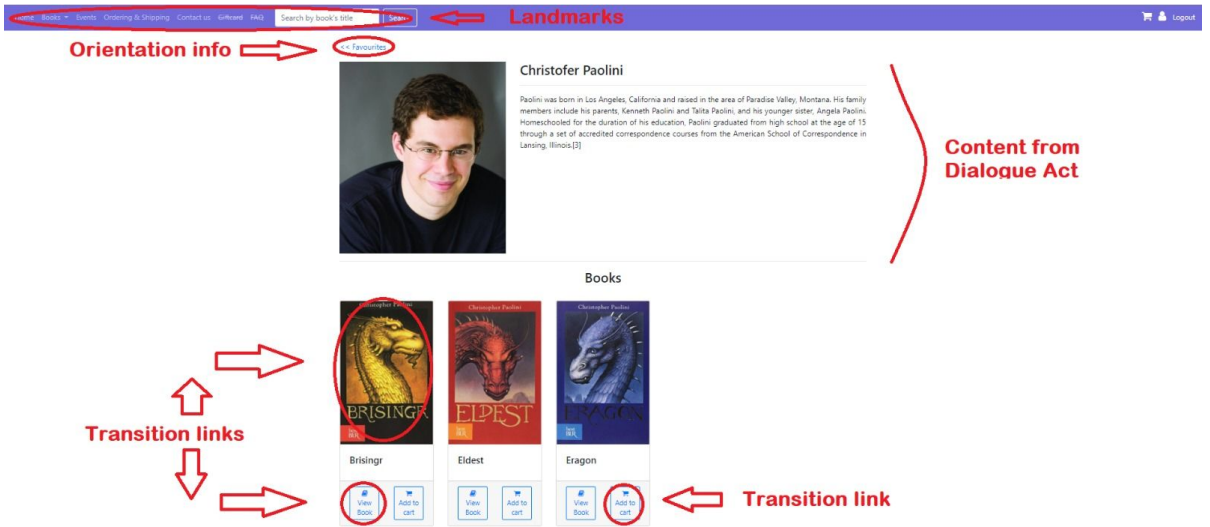 Home Books Events Ordering & Shipping Contact us Giftcard FAQ Search by book's title Search Landmarks Logout
Orientation info << Favourites
Christofer Paolini
Paolini was born in Los Angeles, California and raised in the area of Paradise Valley, Montana. His family
members include his parents, Kenneth Paolini and Talita Paolini, and his younger sister, Angela Paolini.
Homeschooled for the duration of his education, Paolini graduated from high school at the age of 15
through a set of accredited correspondence courses from the American School of Correspondence in
Lansing, Illinois.[3]
Content from
Dialogue Act
Books
Christopher Paolini Christopher Paolini Christopher Paolini
BRISINGR ELDEST ERAGON
Transition links
Brisingr Eldest Eragon
View Book Add to cart View Book Add to cart View Book Add to cart
Transition link